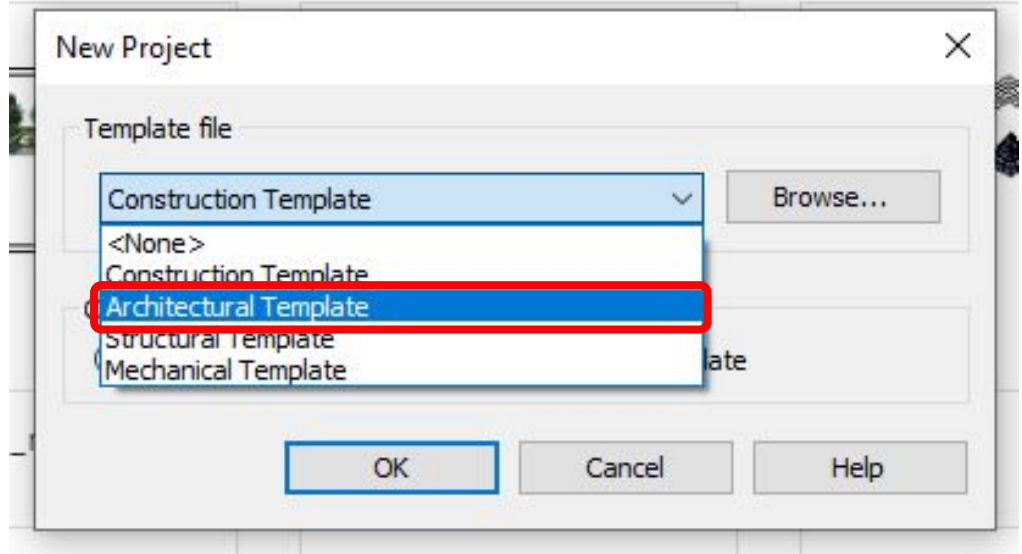 New Project
Template file
Construction Template
Browse...
<None>
Construction Template
Architectural Template
Structural Template
Mechanical Template
late
OK
Cancel
Help